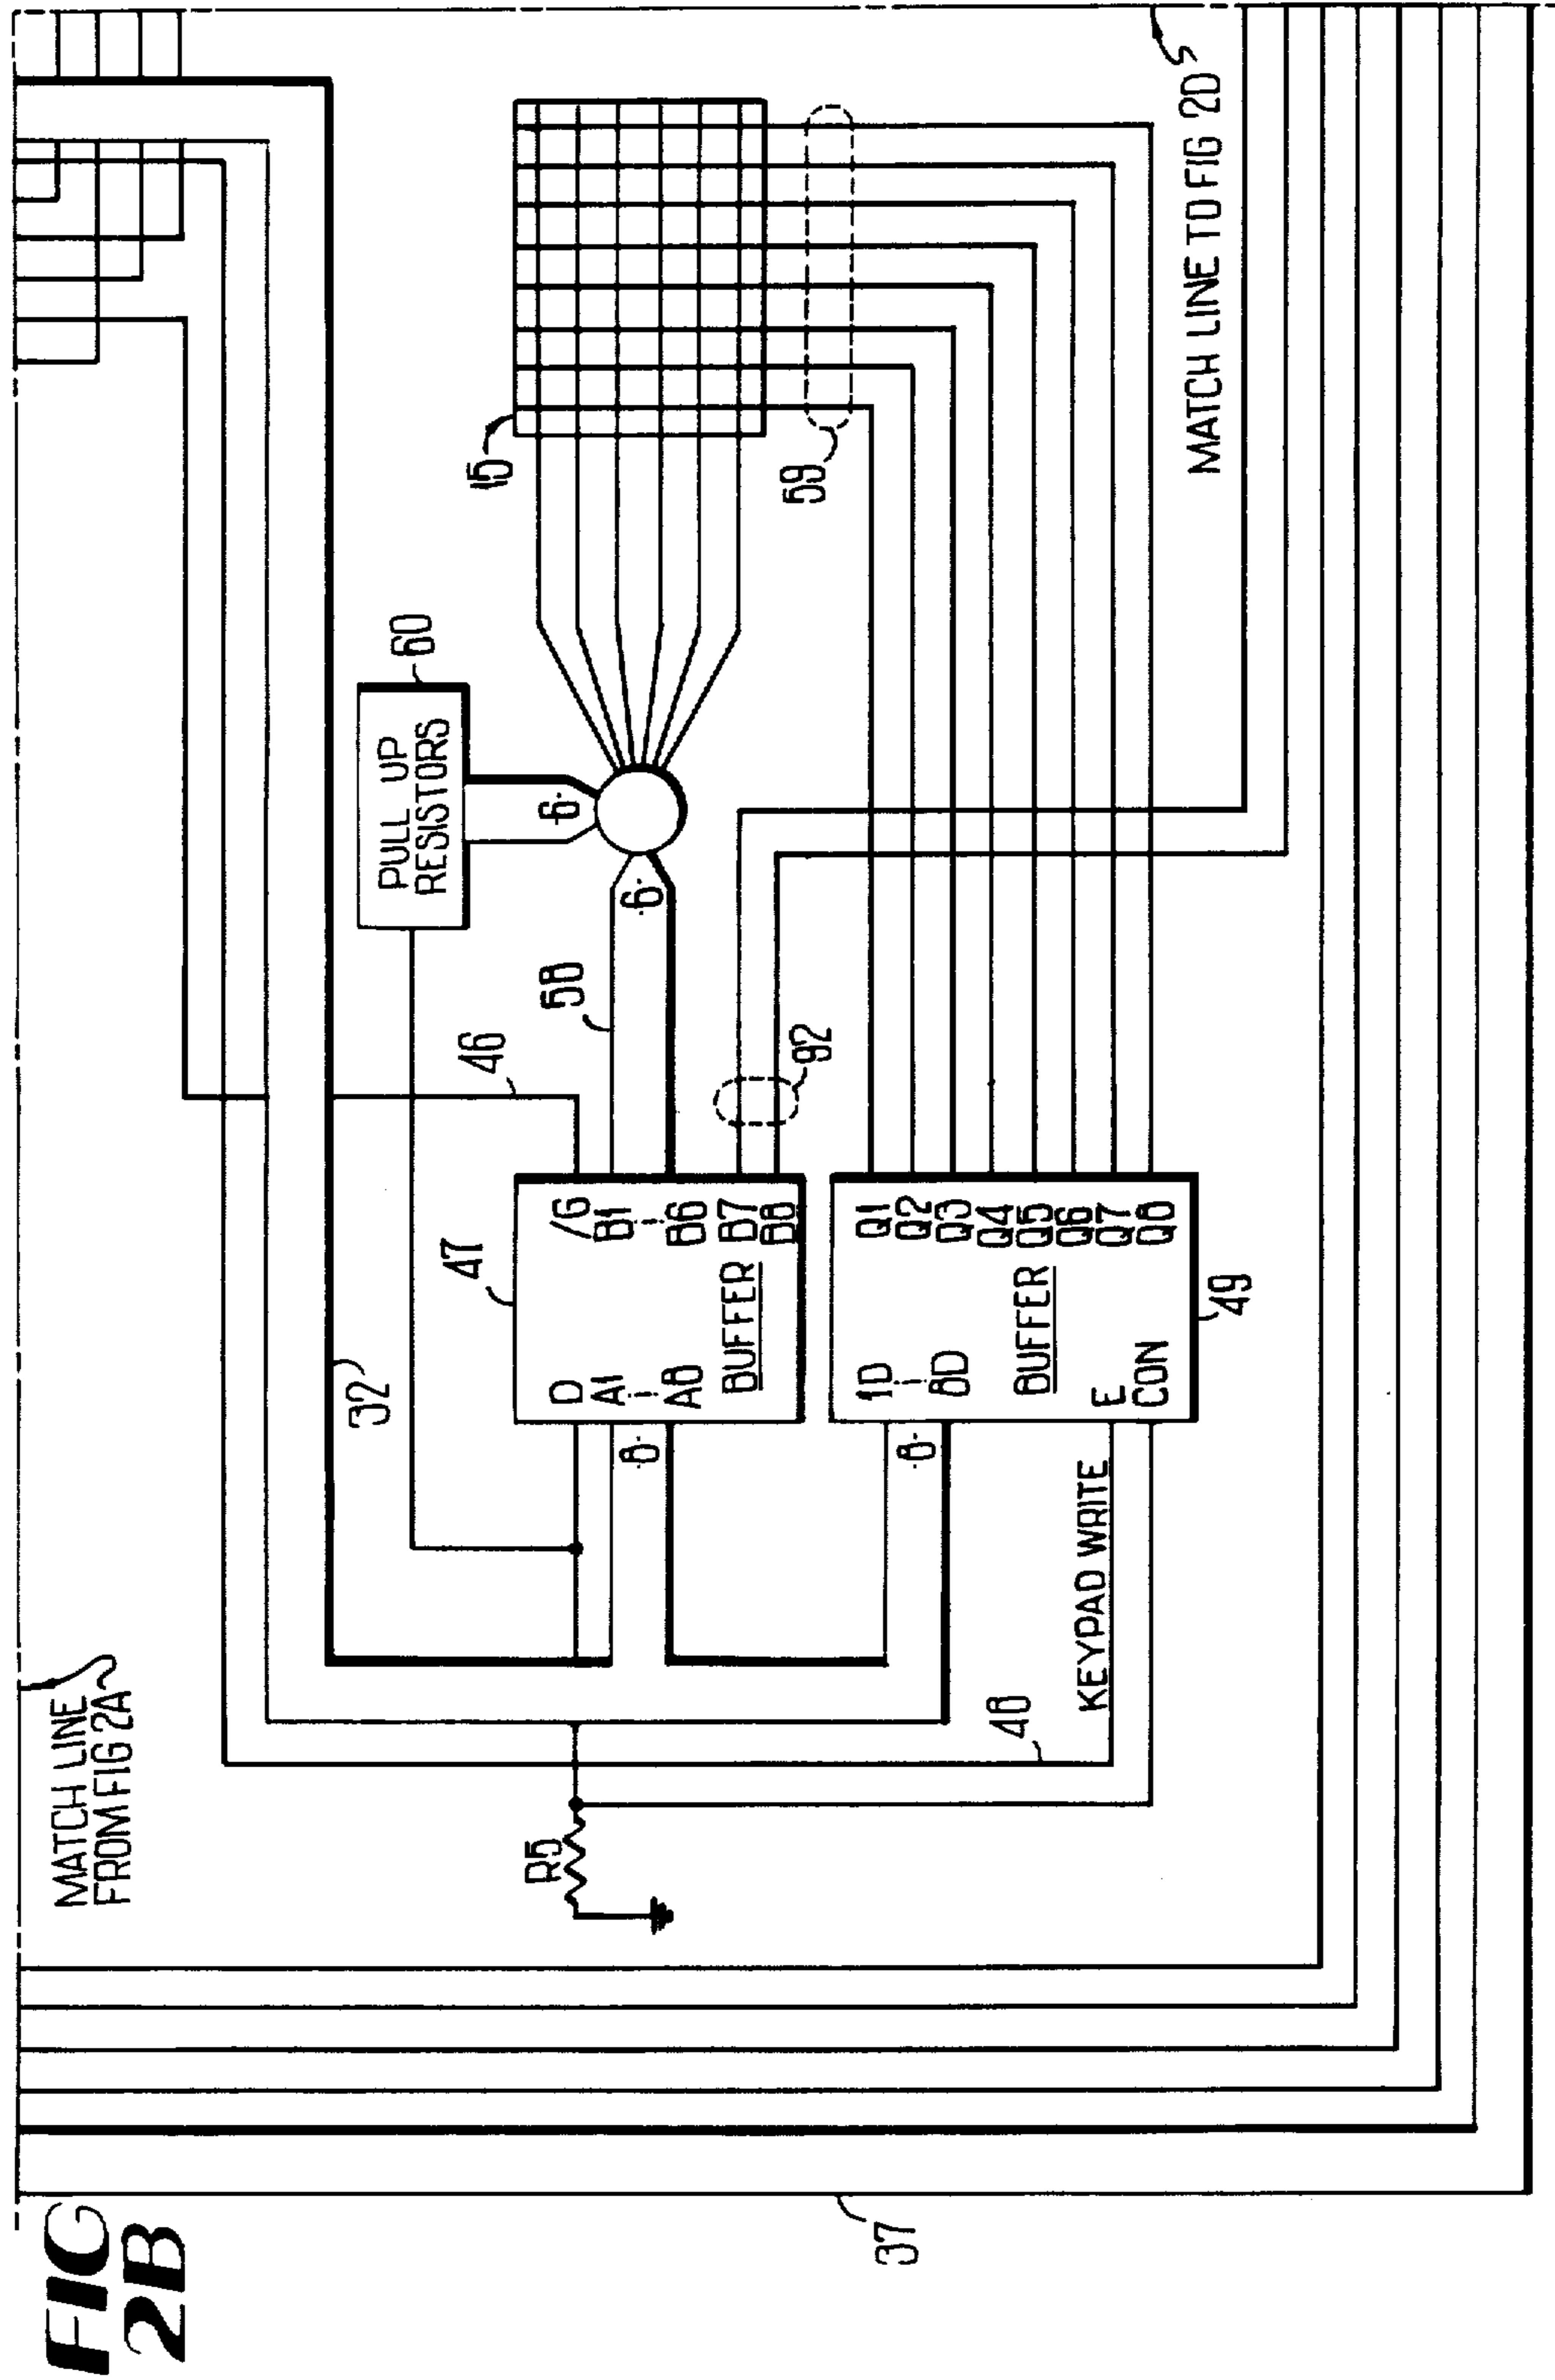 FIG
2B
MATCH LINE
FROM FIG 2A
32
46
PULL UP
RESISTORS
60
6
6
58
15
47
D
A1
A8
8
/G
B1
B6
B7
B8
BUFFER
92
59
1D
8D
8
BUFFER
E
CON
Q1
Q2
Q3
Q4
Q5
Q6
Q7
Q8
49
KEYPAD WRITE
48
R5
37
MATCH LINE TO FIG 2D